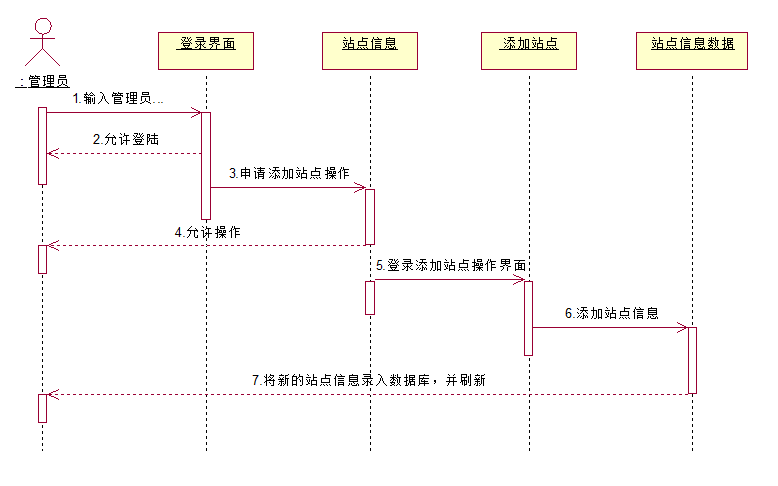 登录界面
站点信息
添加站点
站点信息数据
: 管理员
1.输入管理员...
2.允许登陆
3.申请添加站点操作
4.允许操作
5.登录添加站点操作界面
6.添加站点信息
7.将新的站点信息录入数据库，并刷新